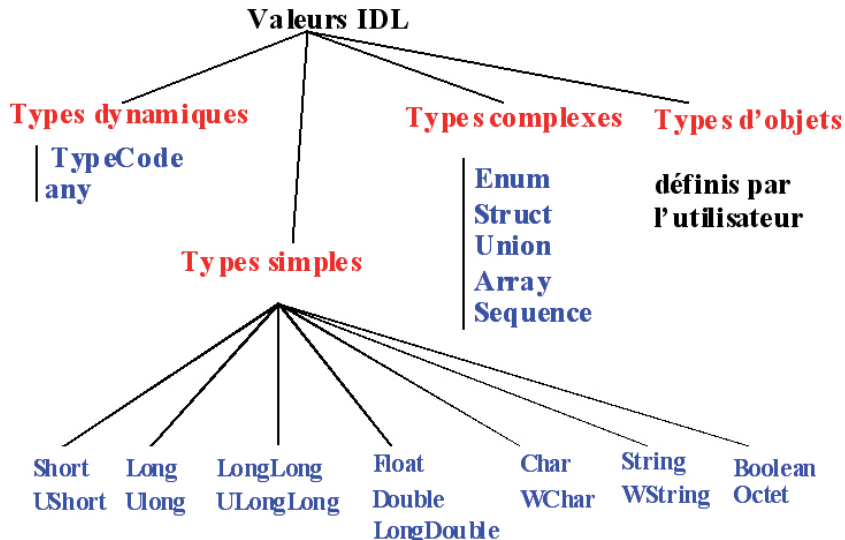 Valeurs IDL
Types dynamiques
TypeCode
any
Types complexes
Enum
Struct
Union
Array
Sequence
Types d'objets
définis par
l'utilisateur
Types simples
Short
UShort
Long
Ulong
LongLong
ULongLong
Float
Double
LongDouble
Char
WChar
String
WString
Boolean
Octet